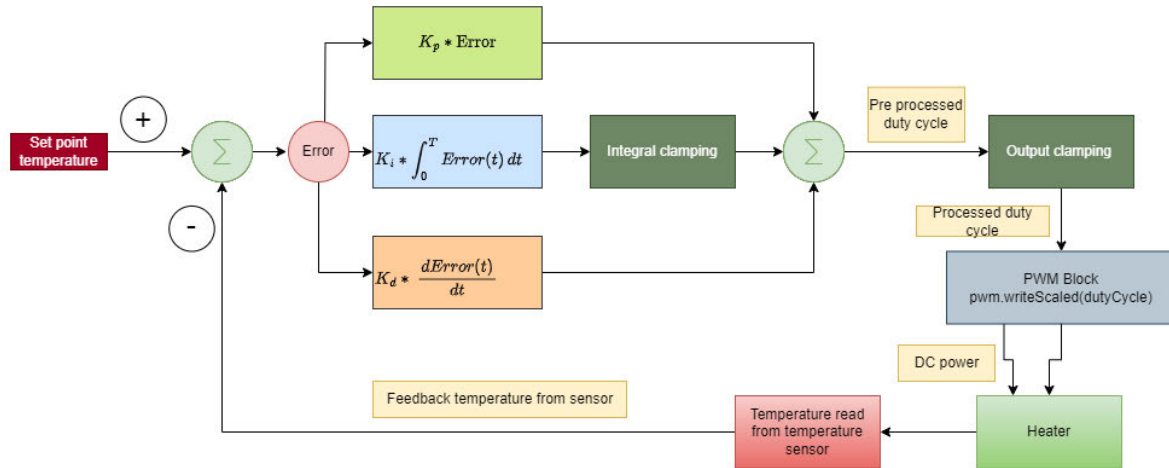 K_p * Error
+
Set point
temperature
∑
Error
K_i * ∫_0^T Error(t) dt
Integral clamping
∑
Pre processed
duty cycle
Output clamping
-
Processed duty
cycle
K_d * dError(t)/dt
PWM Block
pwm.writeScaled(dutyCycle)
DC power
Feedback temperature from sensor
Temperature read
from temperature
sensor
Heater